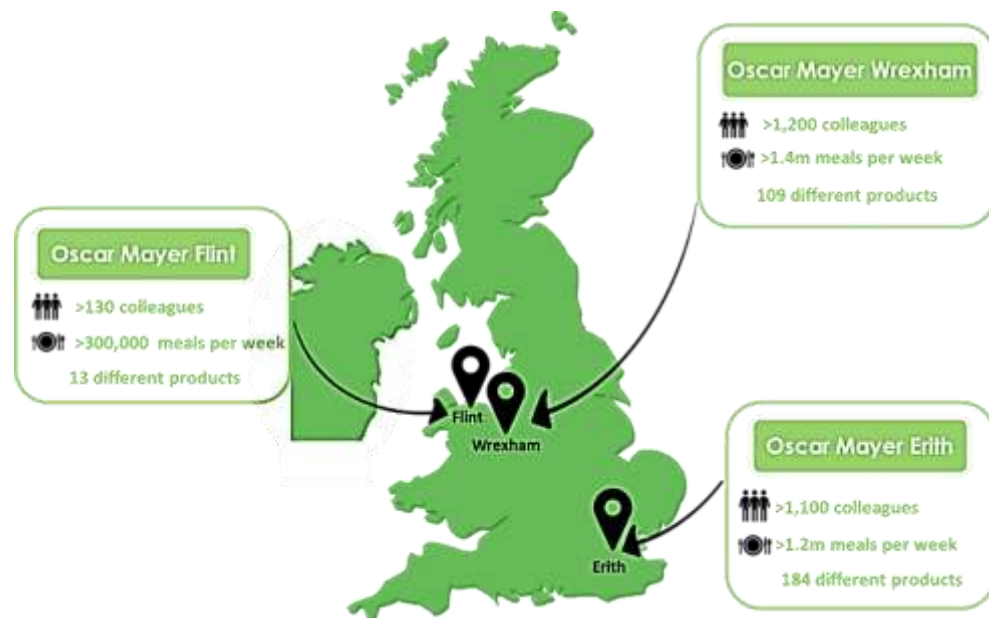 Oscar Mayer Wrexham
>1,200 colleagues
>1.4m meals per week
109 different products
Oscar Mayer Flint
>130 colleagues
>300,000 meals per week
13 different products
Flint
Wrexham
Oscar Mayer Erith
>1,100 colleagues
>1.2m meals per week
184 different products
Erith